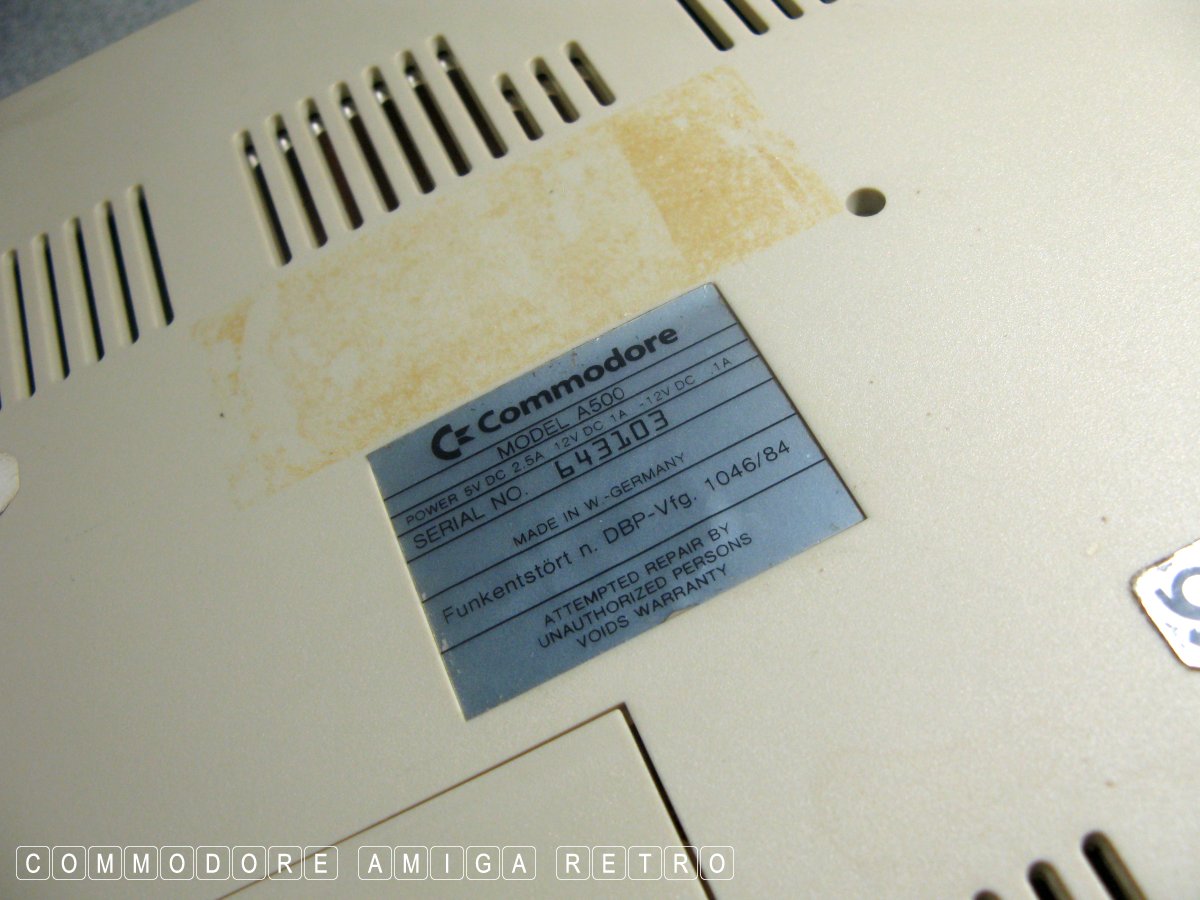 Commodore
MODEL A500
POWER 5V DC 2.5A 12V DC 1A -12V DC .1A
SERIAL NO. 643103
MADE IN W.-GERMANY
Funkentstört n. DBP-Vfg. 1046/84
ATTEMPTED REPAIR BY
UNAUTHORIZED PERSONS
VOIDS WARRANTY
COMMODORE AMIGA RETRO